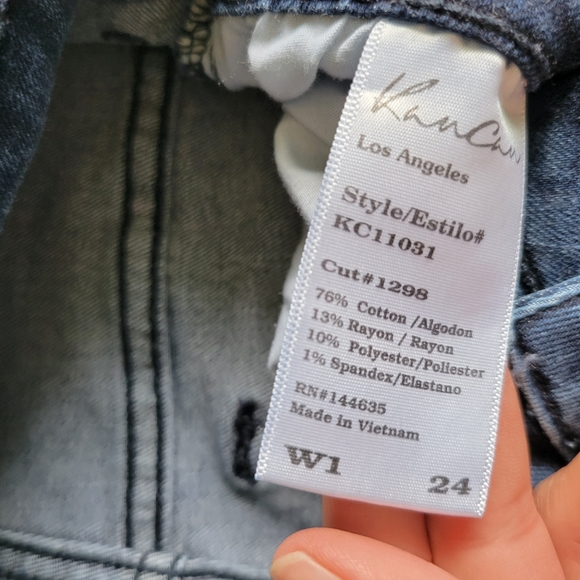 KanCan
Los Angeles
Style/Estilo#
KC11031
Cut#1298
76% Cotton /Algodon
13% Rayon / Rayon
10% Polyester/Poliester
1% Spandex/Elastano
RN#144635
Made in Vietnam
W1 24